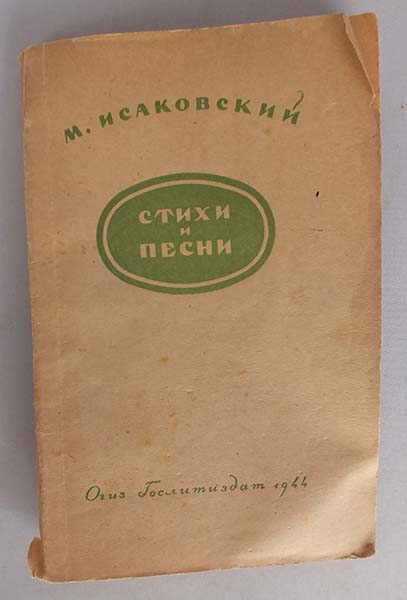 М. ИСАКОВСКИЙ
СТИХИ
и
ПЕСНИ
Огиз Гослитиздат 1944